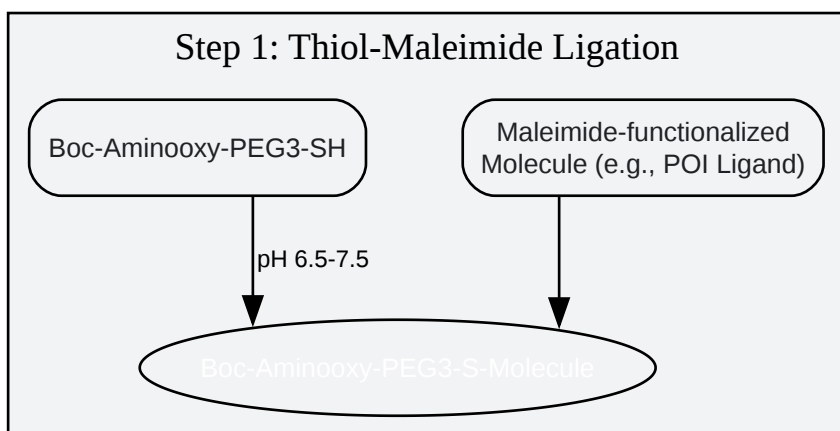 Step 1: Thiol-Maleimide Ligation
Boc-Aminooxy-PEG3-SH
Maleimide-functionalized
Molecule (e.g., POI Ligand)
pH 6.5-7.5
Boc-Aminooxy-PEG3-S-Molecule